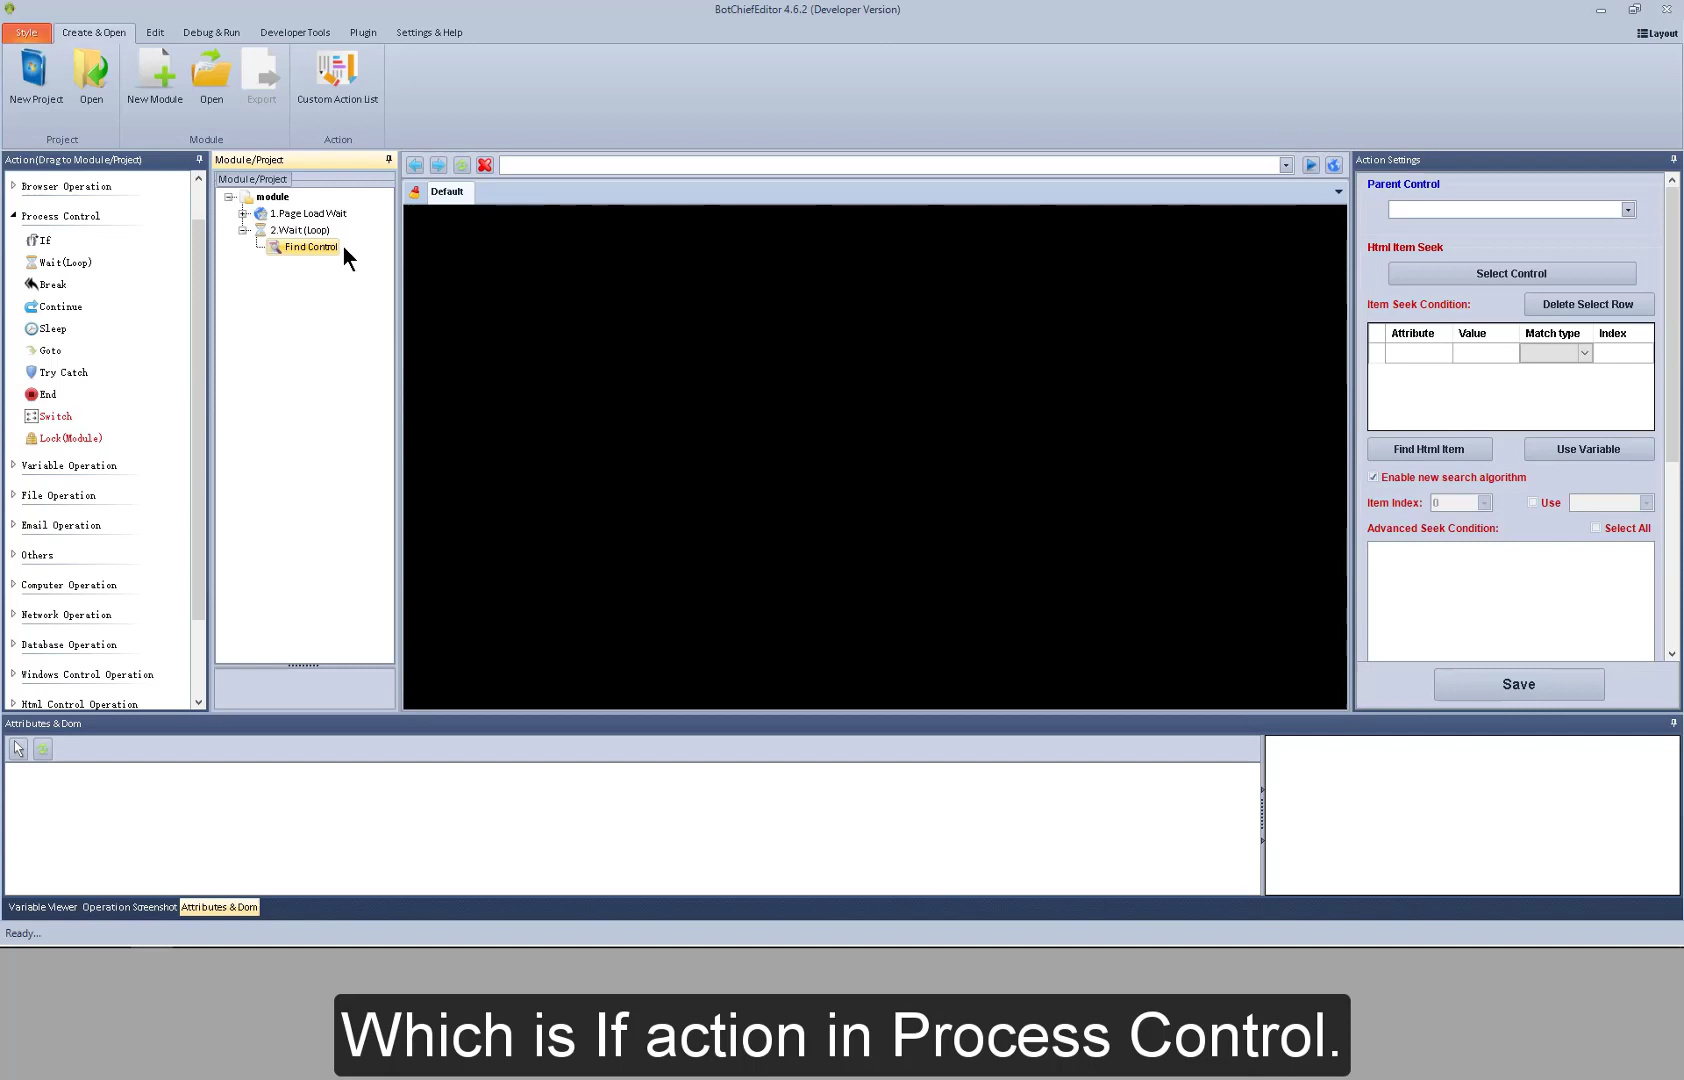 BotChiefEditor 4.6.2 (Developer Version)
Style Create & Open Edit Debug & Run Developer Tools Plugin Settings & Help
Layout
New Project Open New Module Open Export Custom Action List
Project Module Action
Action(Drag to Module/Project)
Browser Operation
Process Control
If
Wait(Loop)
Break
Continue
Sleep
Goto
Try Catch
End
Switch
Lock(Module)
Variable Operation
File Operation
Email Operation
Others
Computer Operation
Network Operation
Database Operation
Windows Control Operation
Html Control Operation
Module/Project
Module/Project
module
1.Page Load Wait
2.Wait (Loop)
Find Control
Default
Action Settings
Parent Control
Html Item Seek
Select Control
Item Seek Condition: Delete Select Row
Attribute Value Match type Index
Find Html Item Use Variable
Enable new search algorithm
Item Index: 0 Use
Advanced Seek Condition: Select All
Save
Attributes & Dom
Variable Viewer Operation Screenshot Attributes & Dom
Ready...
Which is If action in Process Control.